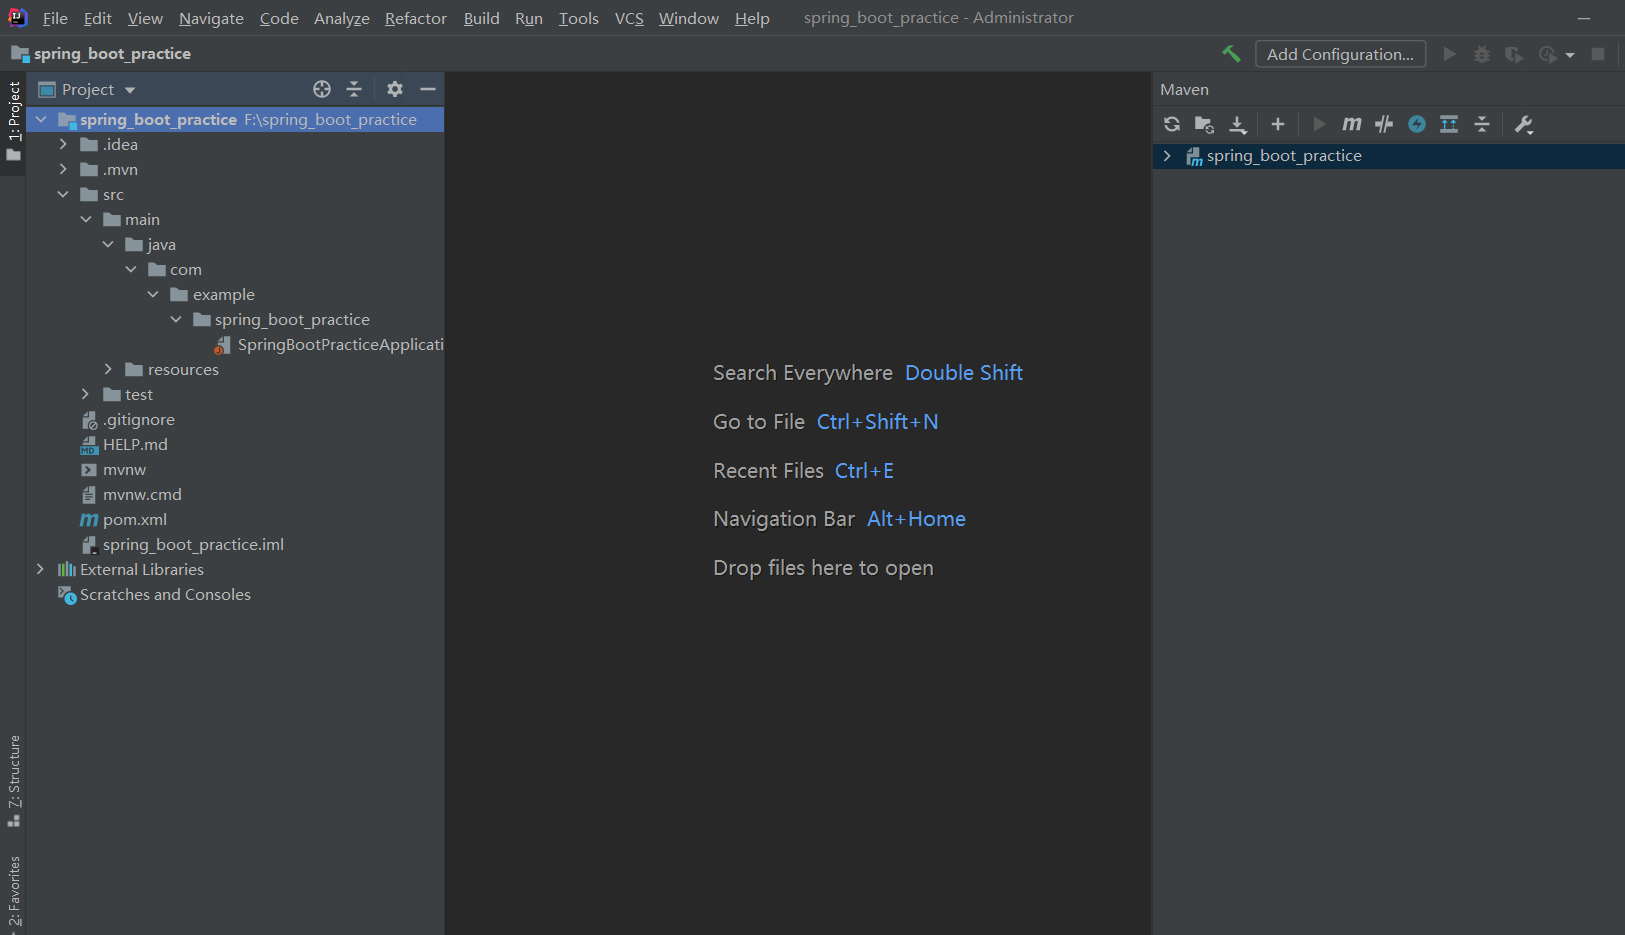 File Edit View Navigate Code Analyze Refactor Build Run Tools VCS Window Help spring_boot_practice - Administrator
spring_boot_practice
Add Configuration...
1: Project
Project
spring_boot_practice F:\spring_boot_practice
.idea
.mvn
src
main
java
com
example
spring_boot_practice
SpringBootPracticeApplicati
resources
test
.gitignore
HELP.md
mvnw
mvnw.cmd
pom.xml
spring_boot_practice.iml
External Libraries
Scratches and Consoles
7: Structure
2: Favorites
Search Everywhere Double Shift
Go to File Ctrl+Shift+N
Recent Files Ctrl+E
Navigation Bar Alt+Home
Drop files here to open
Maven
spring_boot_practice